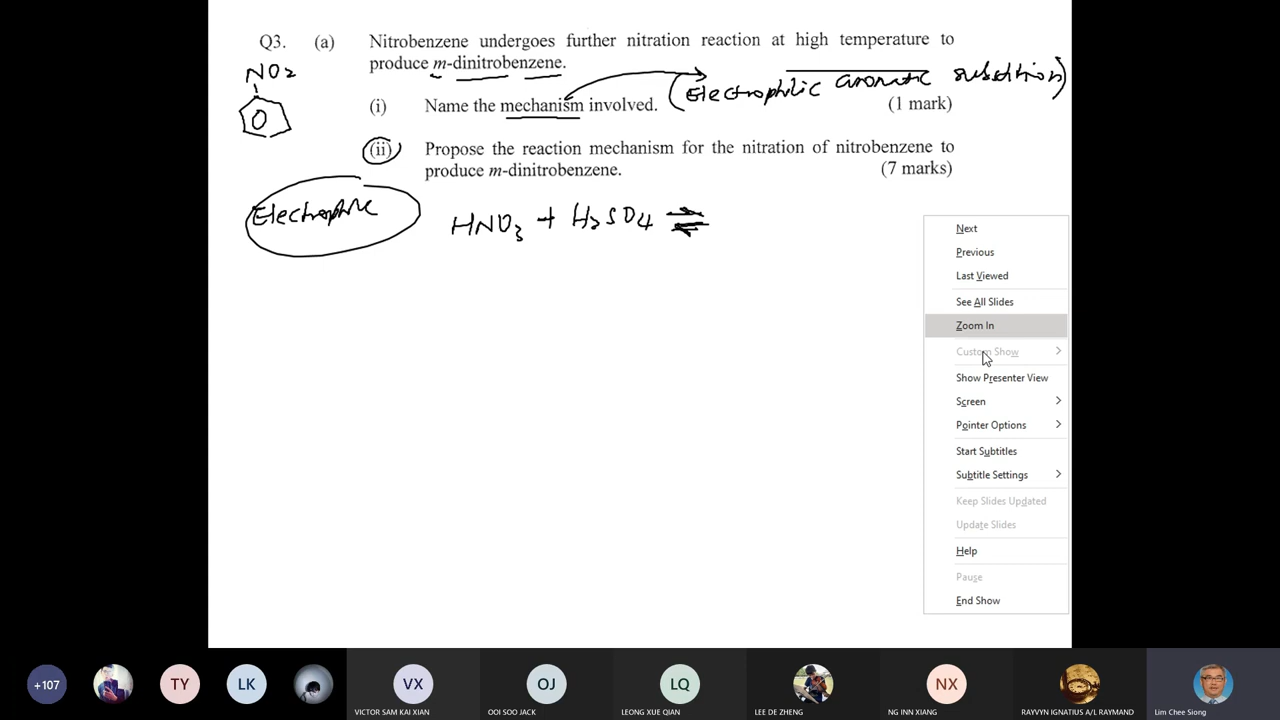 Q3. (a) Nitrobenzene undergoes further nitration reaction at high temperature to
produce m-dinitrobenzene.
NO2
(Electrophilic aromatic substitution)
(i) Name the mechanism involved. (1 mark)
(ii) Propose the reaction mechanism for the nitration of nitrobenzene to
produce m-dinitrobenzene. (7 marks)
Electrophile
HNO3 + H2SO4 ⇌
Next
Previous
Last Viewed
See All Slides
Zoom In
Custom Show
Show Presenter View
Screen
Pointer Options
Start Subtitles
Subtitle Settings
Keep Slides Updated
Update Slides
Help
Pause
End Show
+107
TY
LK
VX
OJ
LQ
NX
VICTOR SAM KAI XIAN
OOI SOO JACK
LEONG XUE QIAN
LEE DE ZHENG
NG INN XIANG
RAYVYN IGNATIUS A/L RAYMAND
Lim Chee Siong